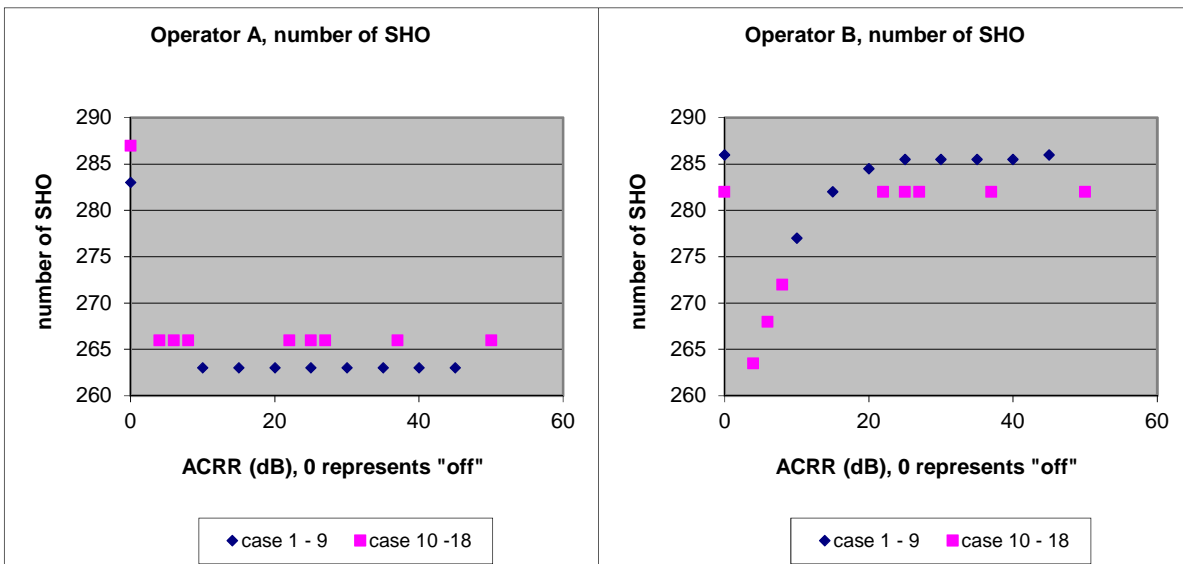 Operator A, number of SHO
290
285
280
275
270
265
260
0
20
40
60
number of SHO
ACRR (dB), 0 represents "off"
case 1 - 9
case 10 -18
Operator B, number of SHO
290
285
280
275
270
265
260
0
20
40
60
number of SHO
ACRR (dB), 0 represents "off"
case 1 - 9
case 10 - 18